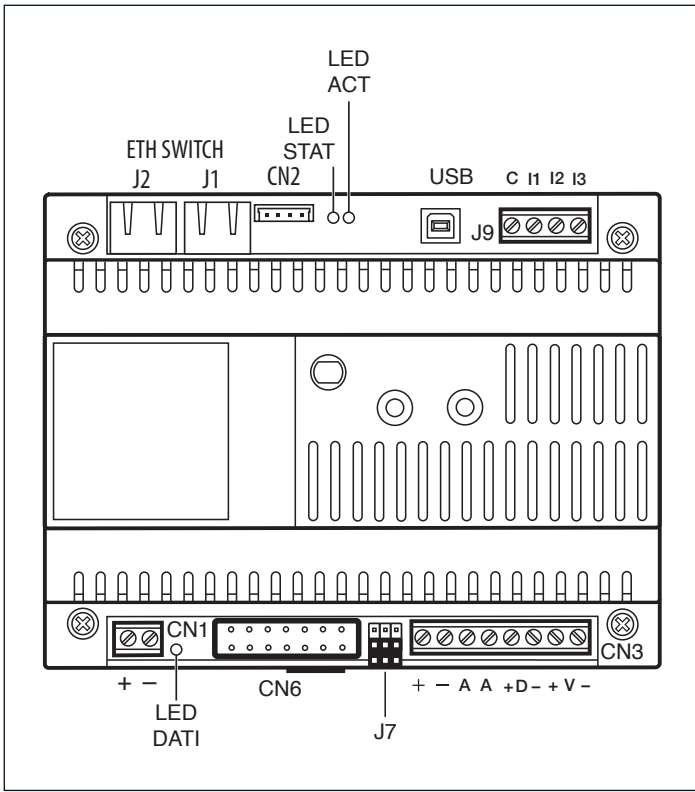 LED
ACT
LED
STAT
ETH SWITCH
J2 J1 CN2 USB C I1 I2 I3
J9
CN1
CN3
+ – CN6 + – A A +D– + V –
LED
DATI
J7